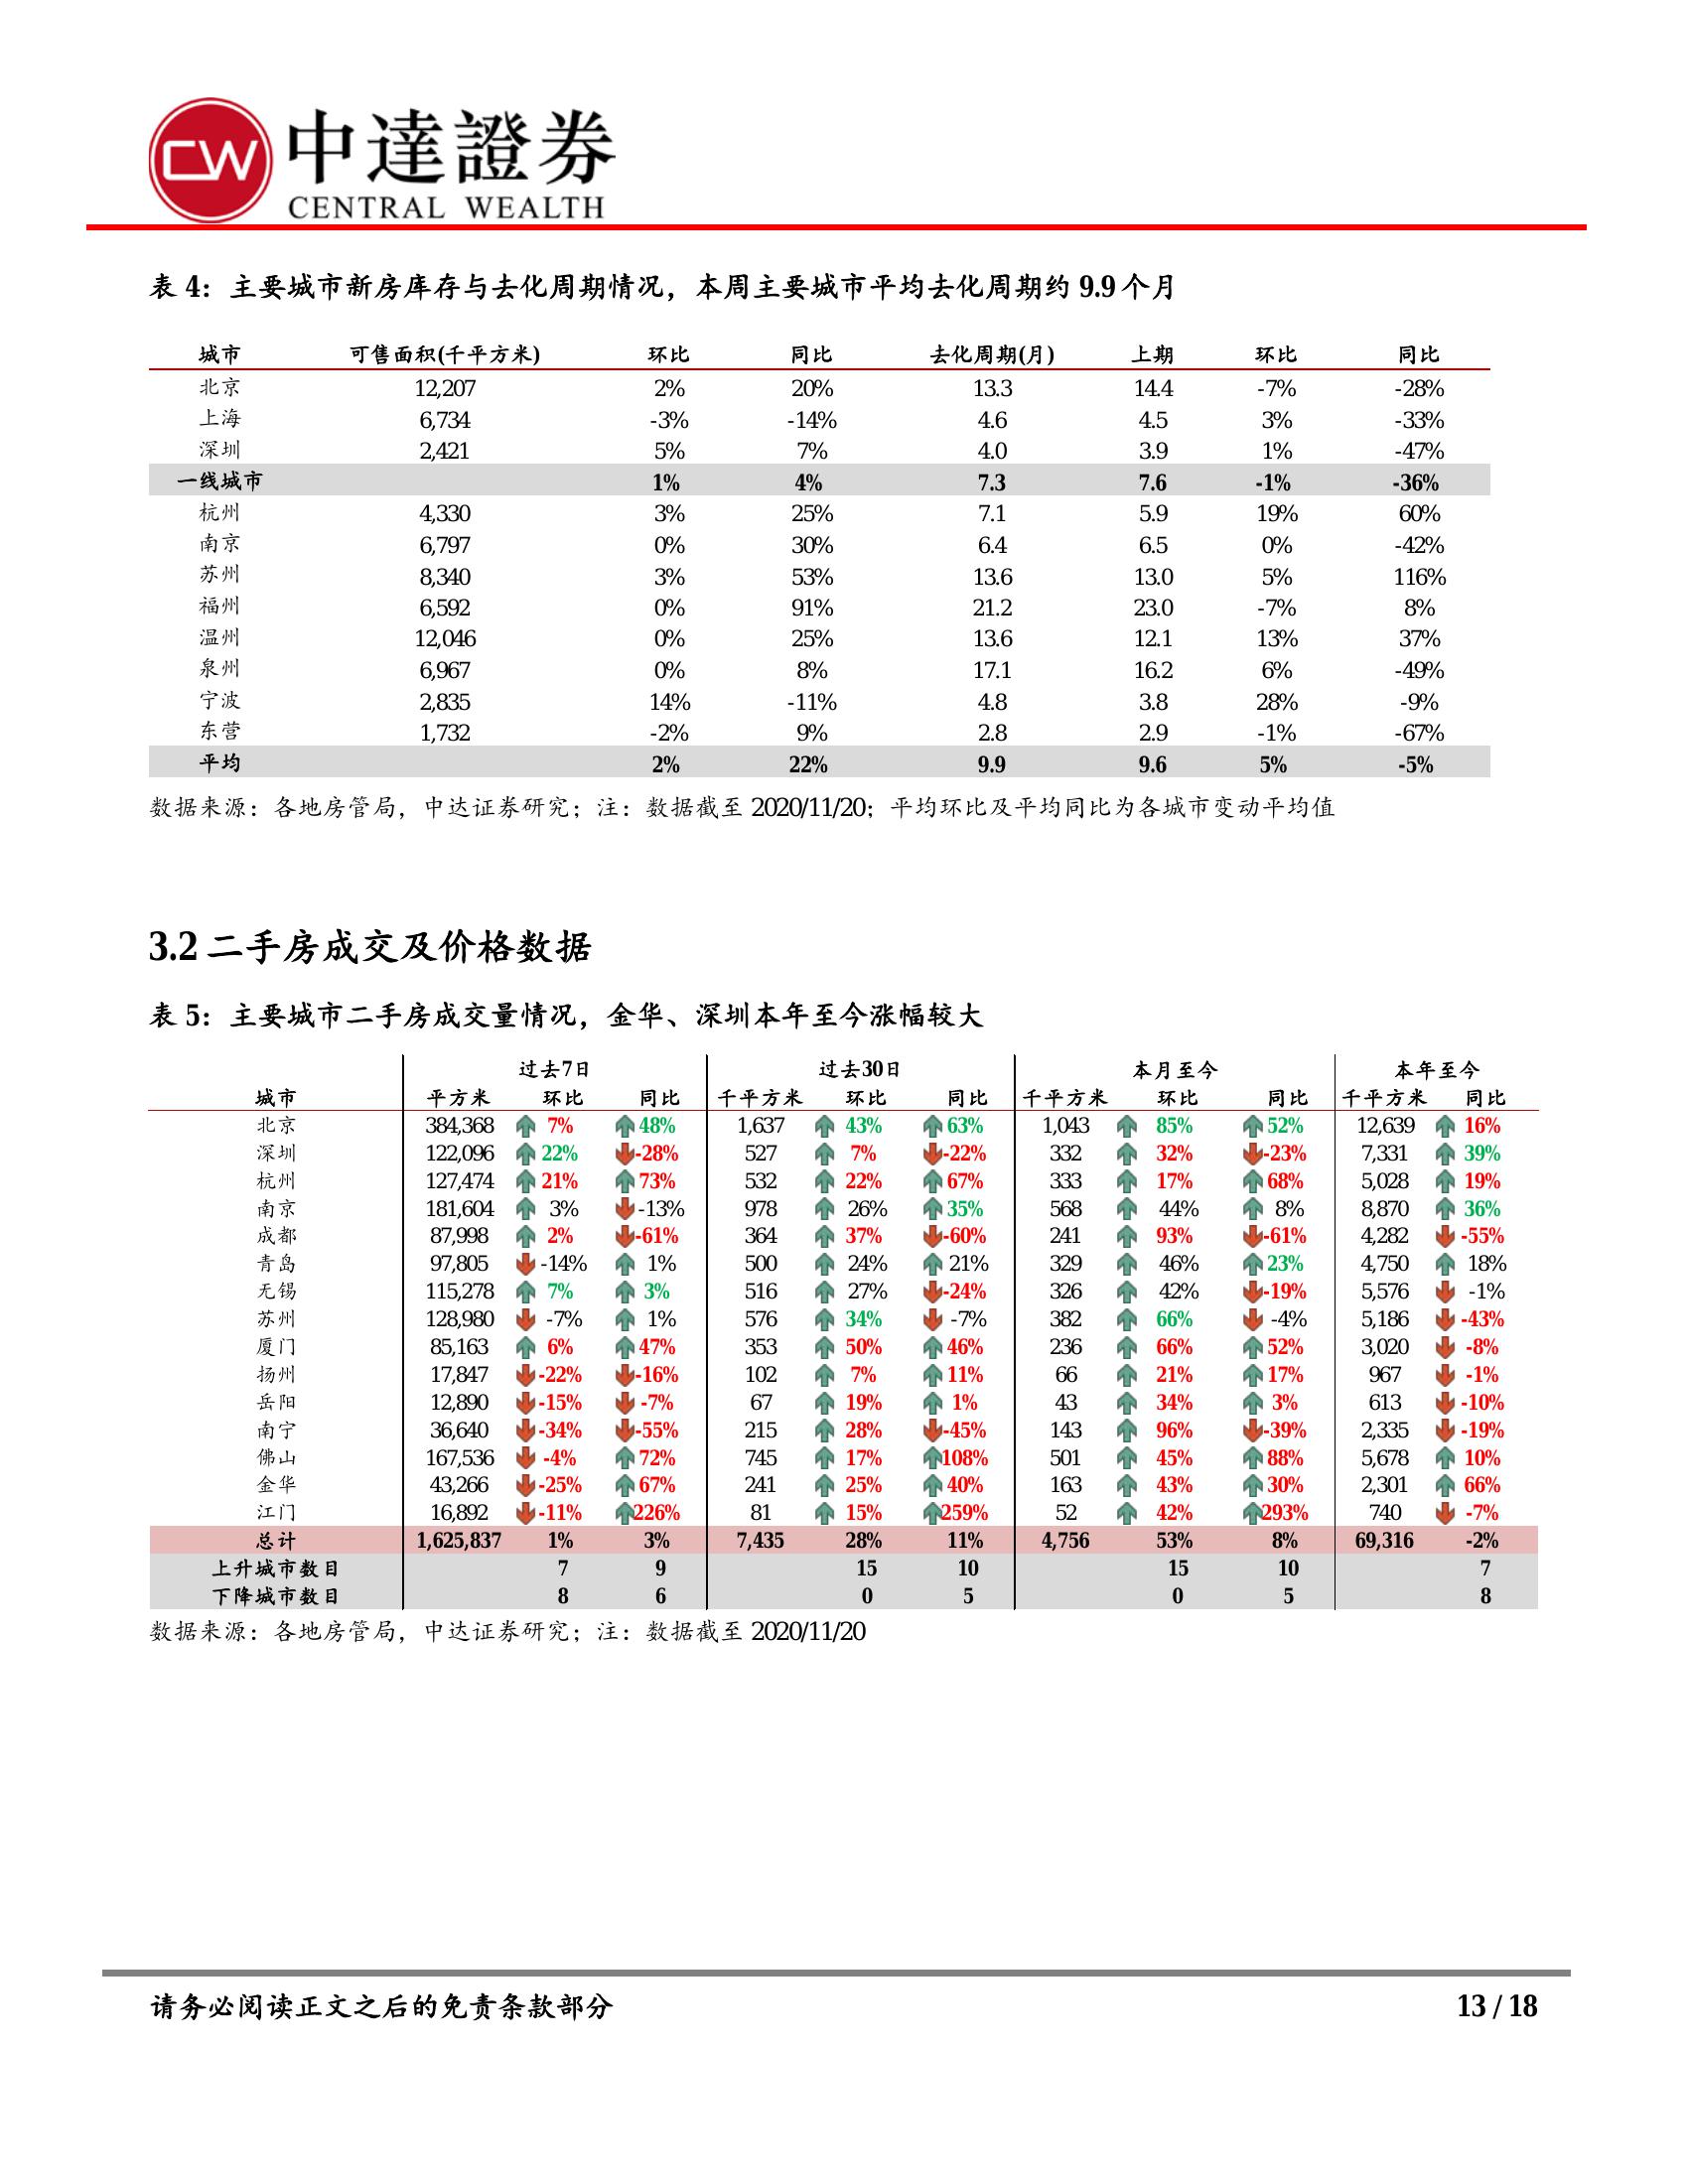 CW 中達證券
CENTRAL WEALTH
表 4：主要城市新房库存与去化周期情况，本周主要城市平均去化周期约 9.9 个月
城市 可售面积(千平方米) 环比 同比 去化周期(月) 上期 环比 同比
北京 12,207 2% 20% 13.3 14.4 -7% -28%
上海 6,734 -3% -14% 4.6 4.5 3% -33%
深圳 2,421 5% 7% 4.0 3.9 1% -47%
一线城市 1% 4% 7.3 7.6 -1% -36%
杭州 4,330 3% 25% 7.1 5.9 19% 60%
南京 6,797 0% 30% 6.4 6.5 0% -42%
苏州 8,340 3% 53% 13.6 13.0 5% 116%
福州 6,592 0% 91% 21.2 23.0 -7% 8%
温州 12,046 0% 25% 13.6 12.1 13% 37%
泉州 6,967 0% 8% 17.1 16.2 6% -49%
宁波 2,835 14% -11% 4.8 3.8 28% -9%
东营 1,732 -2% 9% 2.8 2.9 -1% -67%
平均 2% 22% 9.9 9.6 5% -5%
数据来源：各地房管局，中达证券研究；注：数据截至 2020/11/20；平均环比及平均同比为各城市变动平均值
3.2 二手房成交及价格数据
表 5：主要城市二手房成交量情况，金华、深圳本年至今涨幅较大
过去7日 过去30日 本月至今 本年至今
城市 平方米 环比 同比 千平方米 环比 同比 千平方米 环比 同比 千平方米 同比
北京 384,368 7% 48% 1,637 43% 63% 1,043 85% 52% 12,639 16%
深圳 122,096 22% -28% 527 7% -22% 332 32% -23% 7,331 39%
杭州 127,474 21% 73% 532 22% 67% 333 17% 68% 5,028 19%
南京 181,604 3% -13% 978 26% 35% 568 44% 8% 8,870 36%
成都 87,998 2% -61% 364 37% -60% 241 93% -61% 4,282 -55%
青岛 97,805 -14% 1% 500 24% 21% 329 46% 23% 4,750 18%
无锡 115,278 7% 3% 516 27% -24% 326 42% -19% 5,576 -1%
苏州 128,980 -7% 1% 576 34% -7% 382 66% -4% 5,186 -43%
厦门 85,163 6% 47% 353 50% 46% 236 66% 52% 3,020 -8%
扬州 17,847 -22% -16% 102 7% 11% 66 21% 17% 967 -1%
岳阳 12,890 -15% -7% 67 19% 1% 43 34% 3% 613 -10%
南宁 36,640 -34% -55% 215 28% -45% 143 96% -39% 2,335 -19%
佛山 167,536 -4% 72% 745 17% 108% 501 45% 88% 5,678 10%
金华 43,266 -25% 67% 241 25% 40% 163 43% 30% 2,301 66%
江门 16,892 -11% 226% 81 15% 259% 52 42% 293% 740 -7%
总计 1,625,837 1% 3% 7,435 28% 11% 4,756 53% 8% 69,316 -2%
上升城市数目 7 9 15 10 15 10 7
下降城市数目 8 6 0 5 0 5 8
数据来源：各地房管局，中达证券研究；注：数据截至 2020/11/20
请务必阅读正文之后的免责条款部分 13 / 18